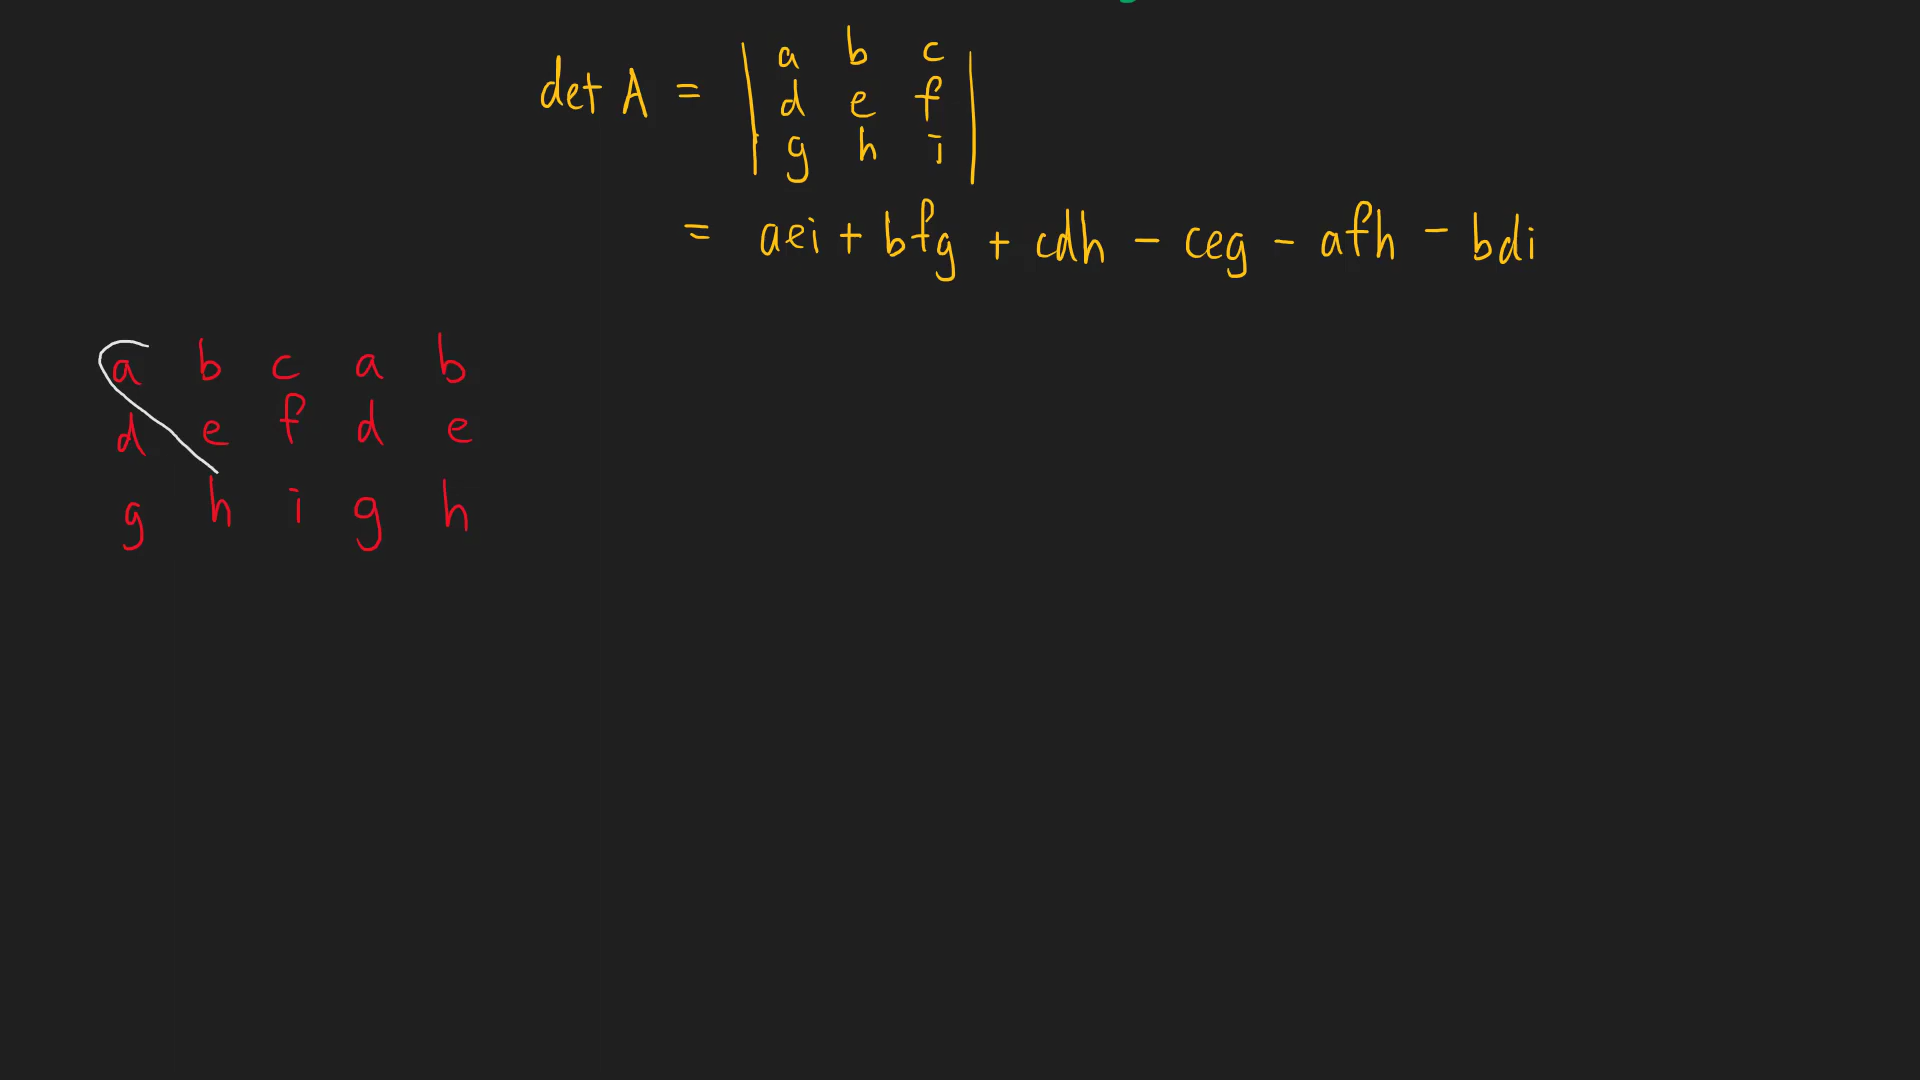 det A = | a b c |
| d e f |
| g h i |
= aei + bfg + cdh - ceg - afh - bdi
a b c a b
d e f d e
g h i g h